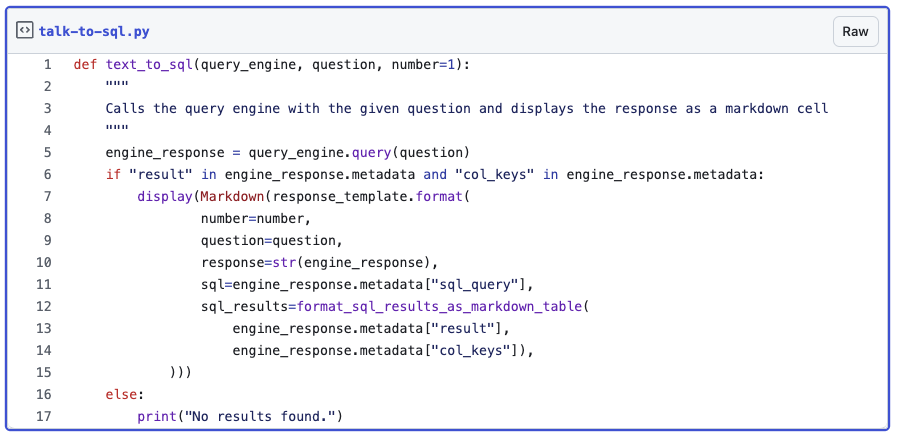 talk-to-sql.py
Raw
1 def text_to_sql(query_engine, question, number=1):
2     """
3     Calls the query engine with the given question and displays the response as a markdown cell
4     """
5     engine_response = query_engine.query(question)
6     if "result" in engine_response.metadata and "col_keys" in engine_response.metadata:
7         display(Markdown(response_template.format(
8                 number=number,
9                 question=question,
10                 response=str(engine_response),
11                 sql=engine_response.metadata["sql_query"],
12                 sql_results=format_sql_results_as_markdown_table(
13                     engine_response.metadata["result"],
14                     engine_response.metadata["col_keys"]),
15             )))
16     else:
17         print("No results found.")